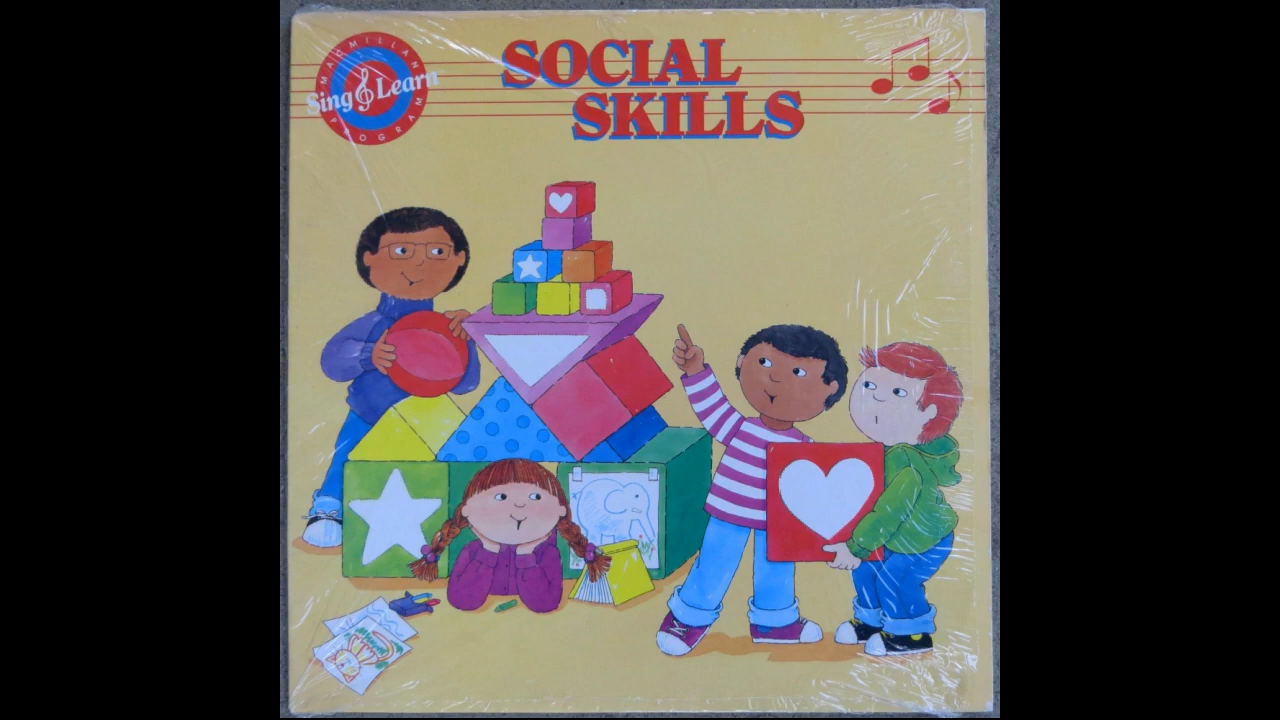 MACMILLAN
Sing & Learn
PROGRAM
SOCIAL
SKILLS